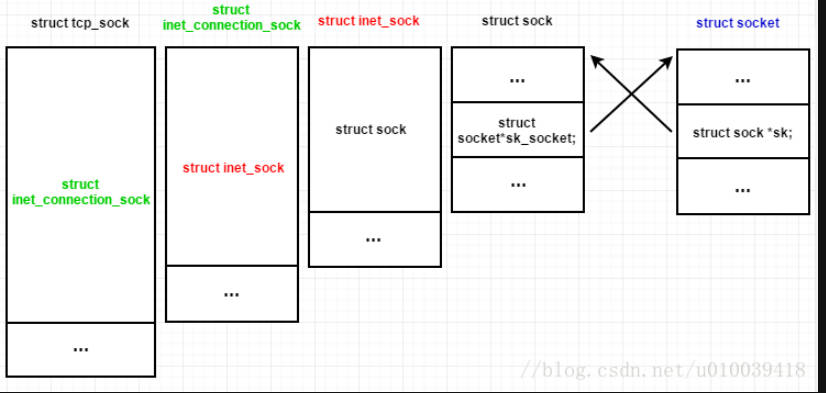 struct tcp_sock
struct
inet_connection_sock
struct inet_sock
struct sock
struct socket
struct
inet_connection_sock
...
struct inet_sock
...
struct sock
...
...
struct
socket*sk_socket;
...
...
struct sock *sk;
...
//blog.csdn.net/u010039418